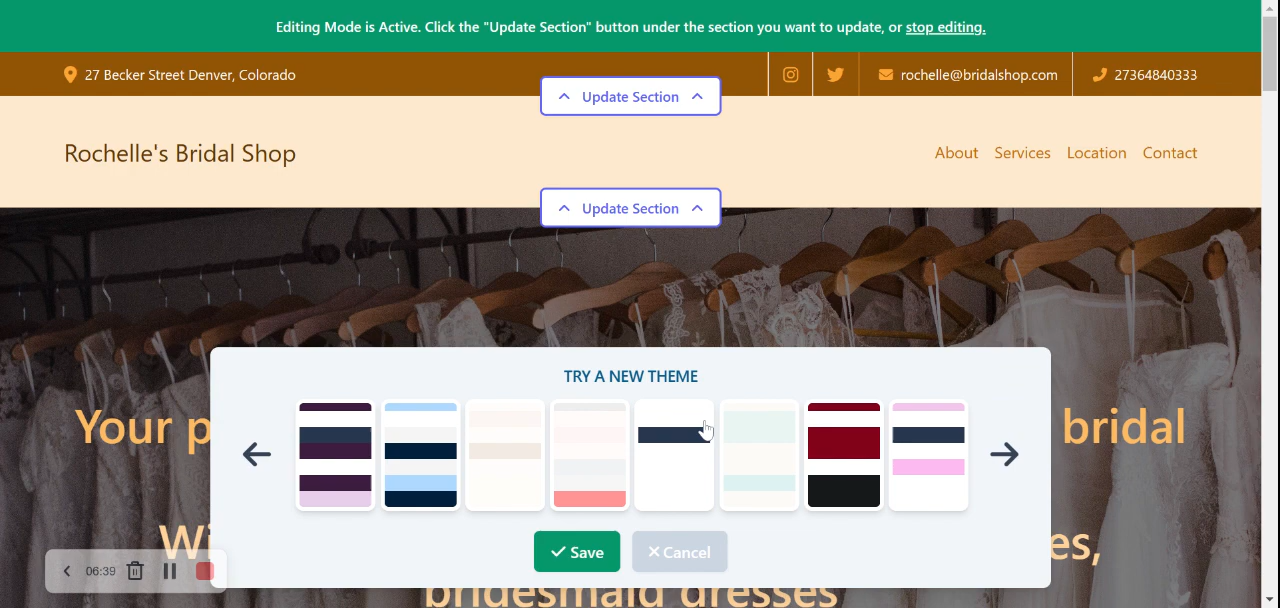 Editing Mode is Active. Click the "Update Section" button under the section you want to update, or stop editing.
27 Becker Street Denver, Colorado
rochelle@bridalshop.com
27364840333
Update Section
Rochelle's Bridal Shop
About Services Location Contact
Update Section
TRY A NEW THEME
Your bridal
es,
bridesmaid dresses
Save
Cancel
06:39